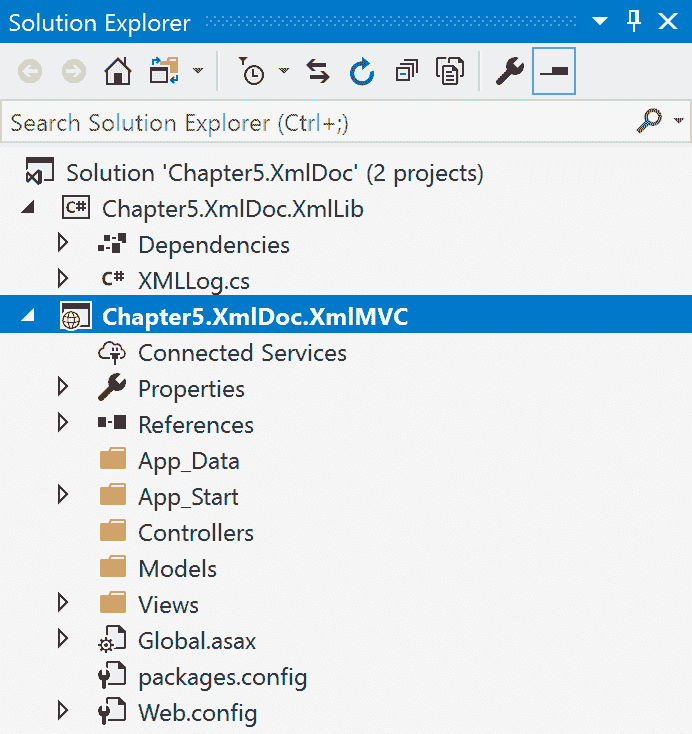 Solution Explorer
Search Solution Explorer (Ctrl+;)
Solution 'Chapter5.XmlDoc' (2 projects)
C# Chapter5.XmlDoc.XmlLib
Dependencies
C# XMLLog.cs
Chapter5.XmlDoc.XmlMVC
Connected Services
Properties
References
App_Data
App_Start
Controllers
Models
Views
Global.asax
packages.config
Web.config